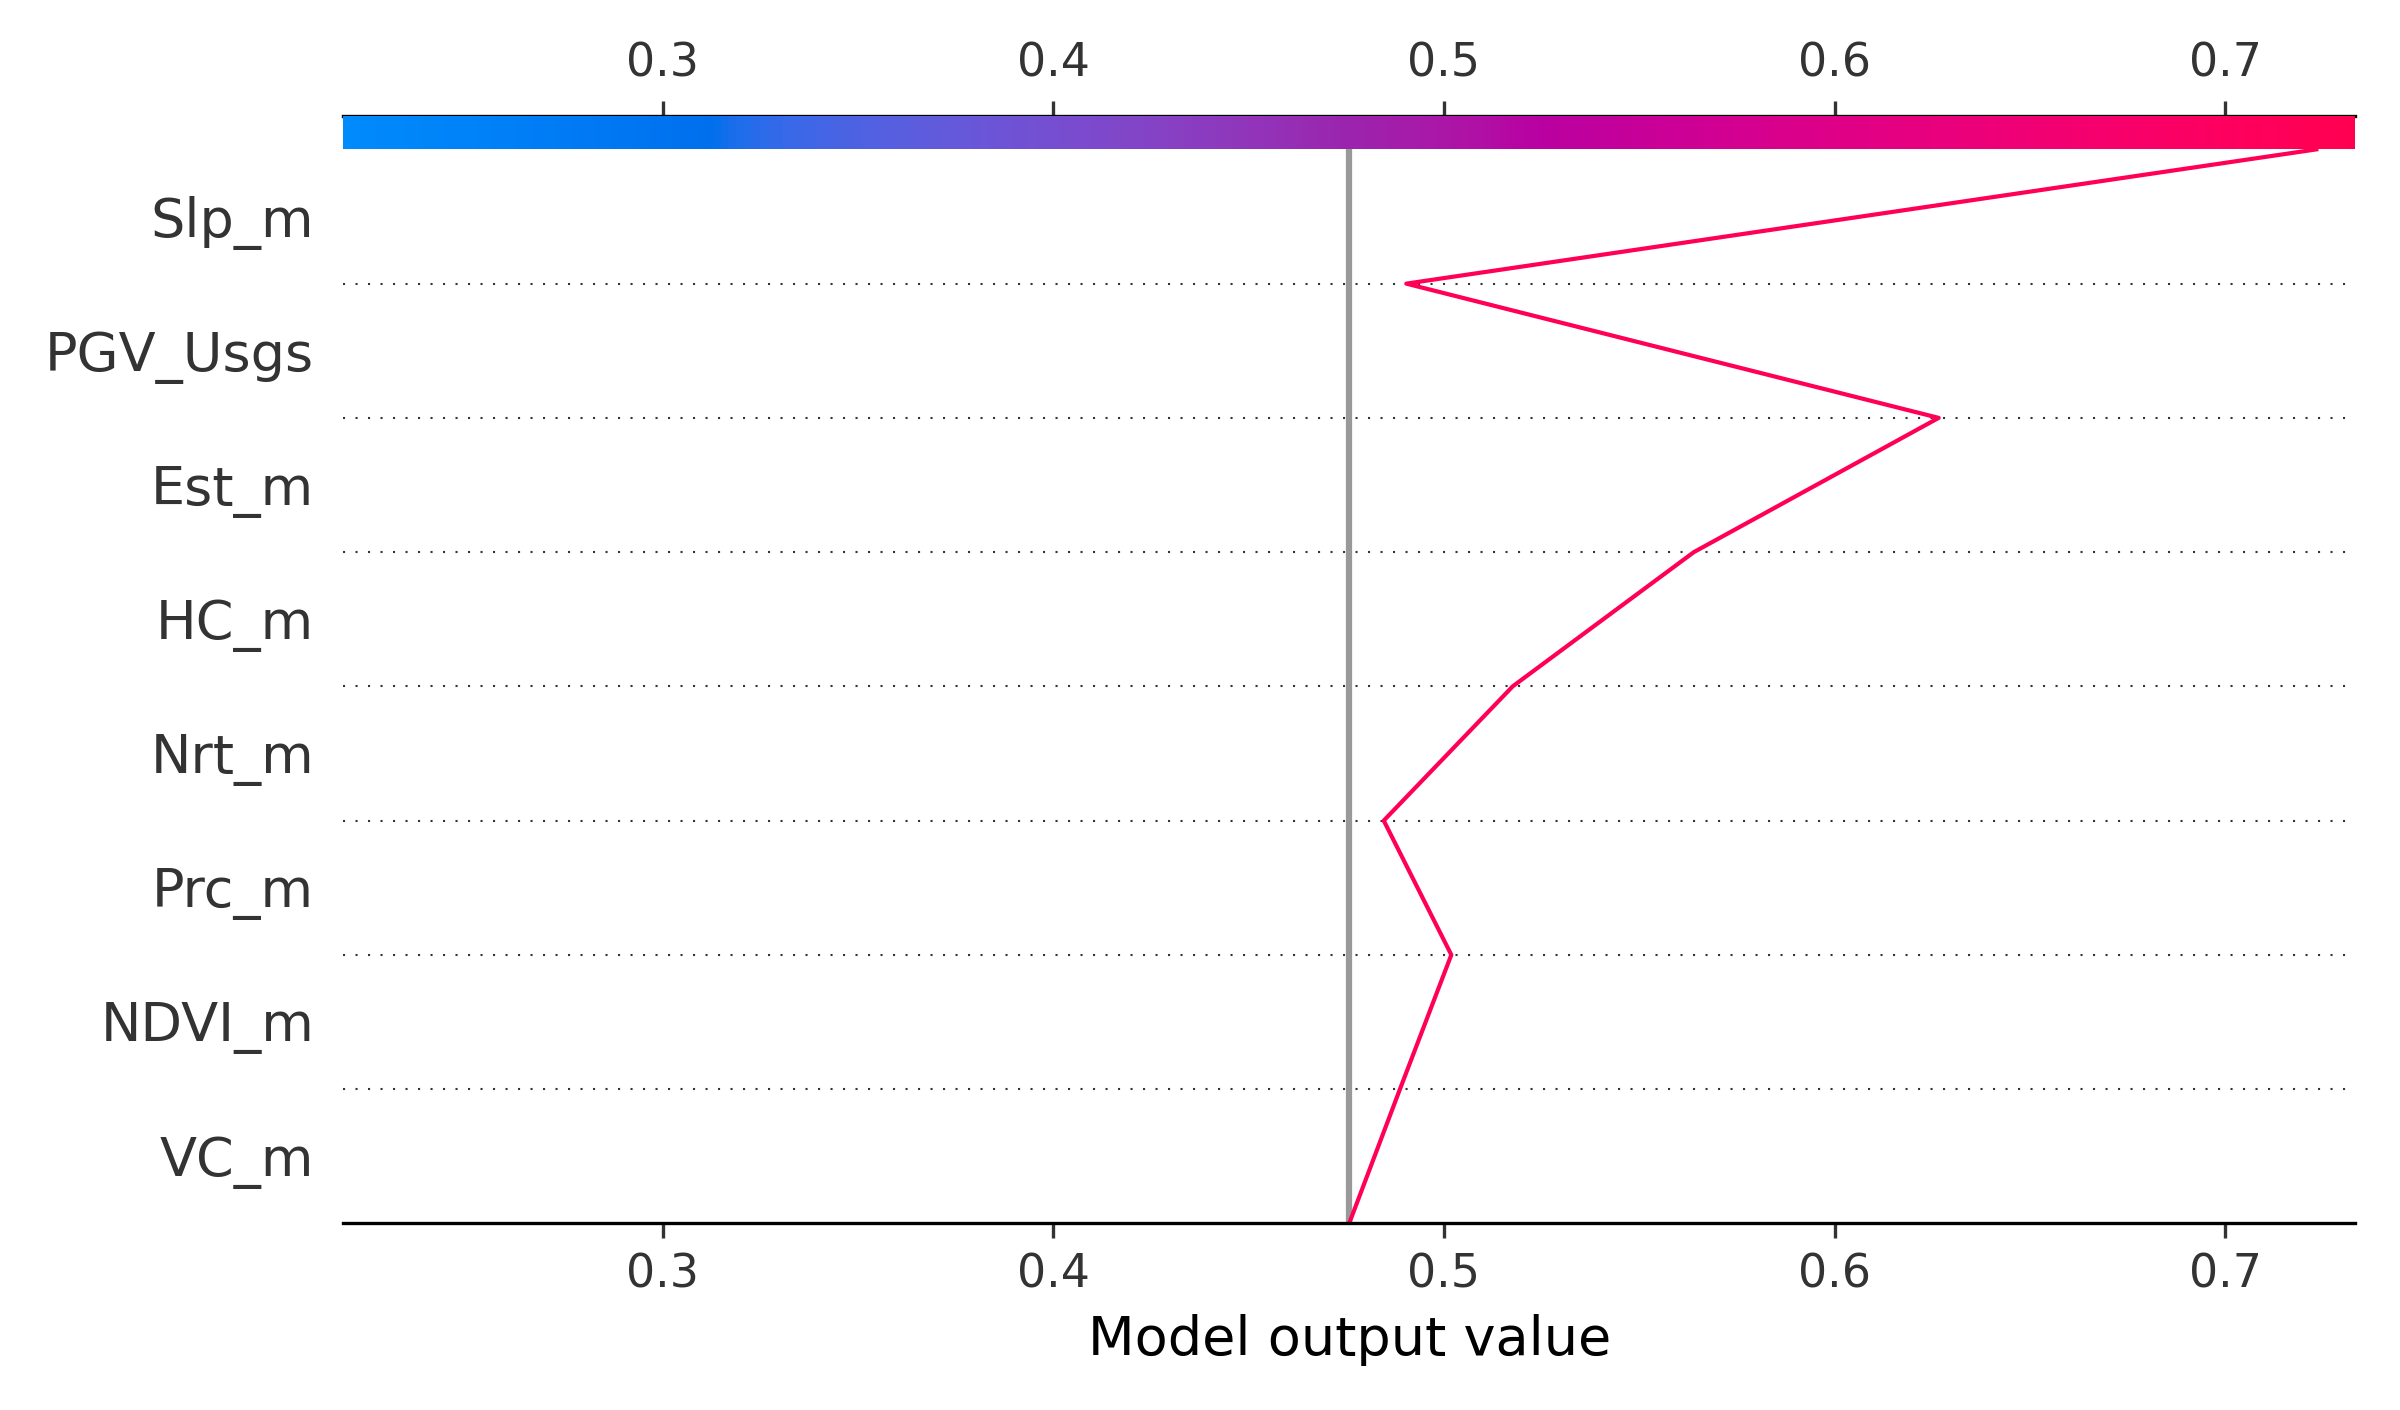 0.3 0.4 0.5 0.6 0.7
Slp_m
PGV_Usgs
Est_m
HC_m
Nrt_m
Prc_m
NDVI_m
VC_m
0.3 0.4 0.5 0.6 0.7
Model output value